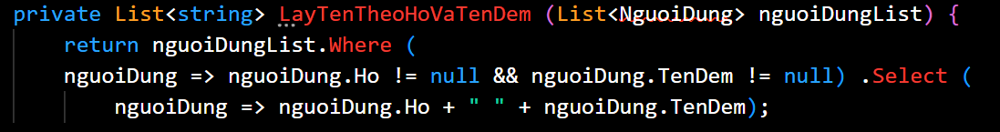 private List<string> LayTenTheoHoVaTenDem (List<NguoiDung> nguoiDungList) {
return nguoiDungList.Where (
nguoiDung => nguoiDung.Ho != null && nguoiDung.TenDem != null) .Select (
nguoiDung => nguoiDung.Ho + " " + nguoiDung.TenDem);